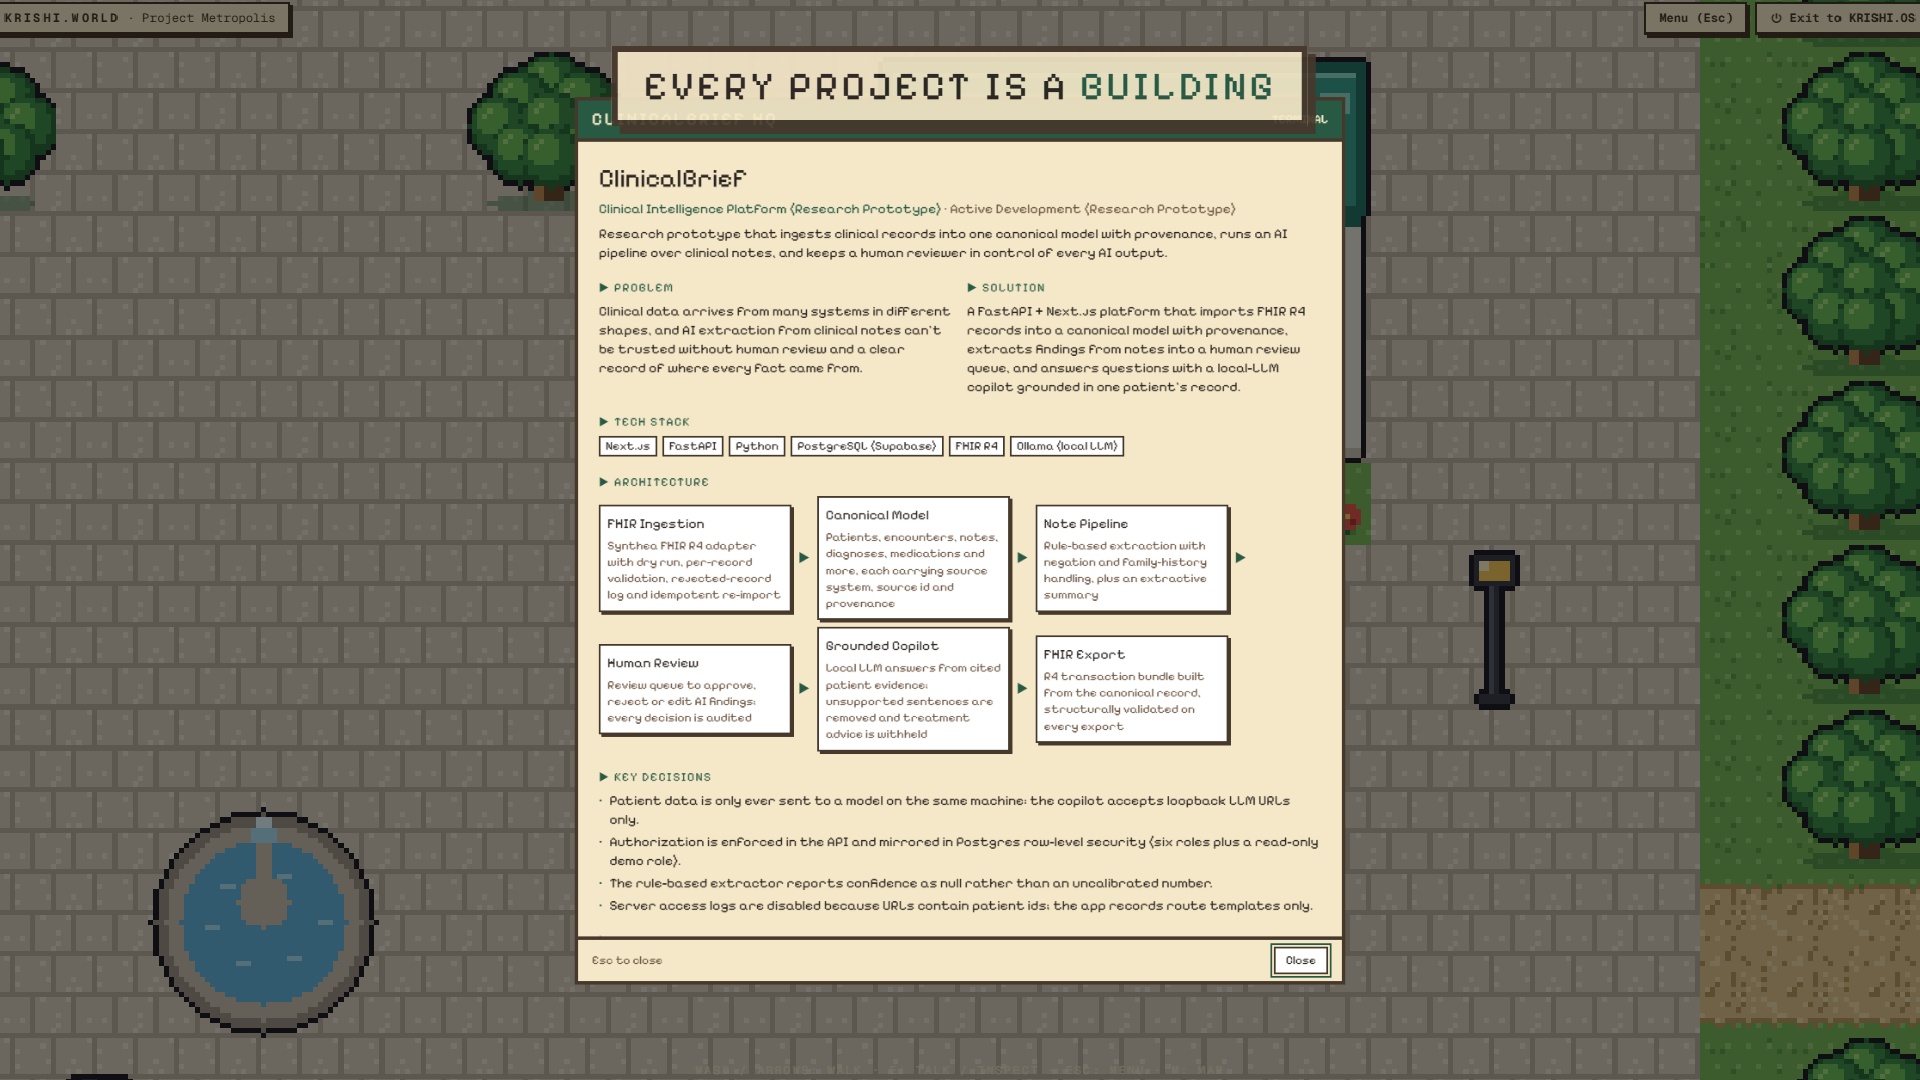 KRISHI.WORLD · Project Metropolis
Menu (Esc)
Exit to KRISHI.OS
EVERY PROJECT IS A BUILDING
ClinicalBrief
Clinical Intelligence Platform (Research Prototype) · Active Development (Research Prototype)
Research prototype that ingests clinical records into one canonical model with provenance, runs an AI
pipeline over clinical notes, and keeps a human reviewer in control of every AI output.
▶ PROBLEM
Clinical data arrives from many systems in different
shapes, and AI extraction from clinical notes can't
be trusted without human review and a clear
record of where every fact came from.
▶ SOLUTION
A FastAPI + Next.js platform that imports FHIR R4
records into a canonical model with provenance,
extracts findings from notes into a human review
queue, and answers questions with a local-LLM
copilot grounded in one patient's record.
▶ TECH STACK
Next.js
FastAPI
Python
PostgreSQL (Supabase)
FHIR R4
Ollama (local LLM)
▶ ARCHITECTURE
FHIR Ingestion
Synthea FHIR R4 adapter
with dry run, per-record
validation, rejected-record
log and idempotent re-import
Canonical Model
Patients, encounters, notes,
diagnoses, medications and
more, each carrying source
system, source id and
provenance
Note Pipeline
Rule-based extraction with
negation and family-history
handling, plus an extractive
summary
Human Review
Review queue to approve,
reject or edit AI findings;
every decision is audited
Grounded Copilot
Local LLM answers from cited
patient evidence;
unsupported sentences are
removed and treatment
advice is withheld
FHIR Export
R4 transaction bundle built
from the canonical record,
structurally validated on
every export
▶ KEY DECISIONS
· Patient data is only ever sent to a model on the same machine; the copilot accepts loopback LLM URLs
only.
· Authorization is enforced in the API and mirrored in Postgres row-level security (six roles plus a read-only
demo role).
· The rule-based extractor reports confidence as null rather than an uncalibrated number.
· Server access logs are disabled because URLs contain patient ids; the app records route templates only.
Esc to close
Close